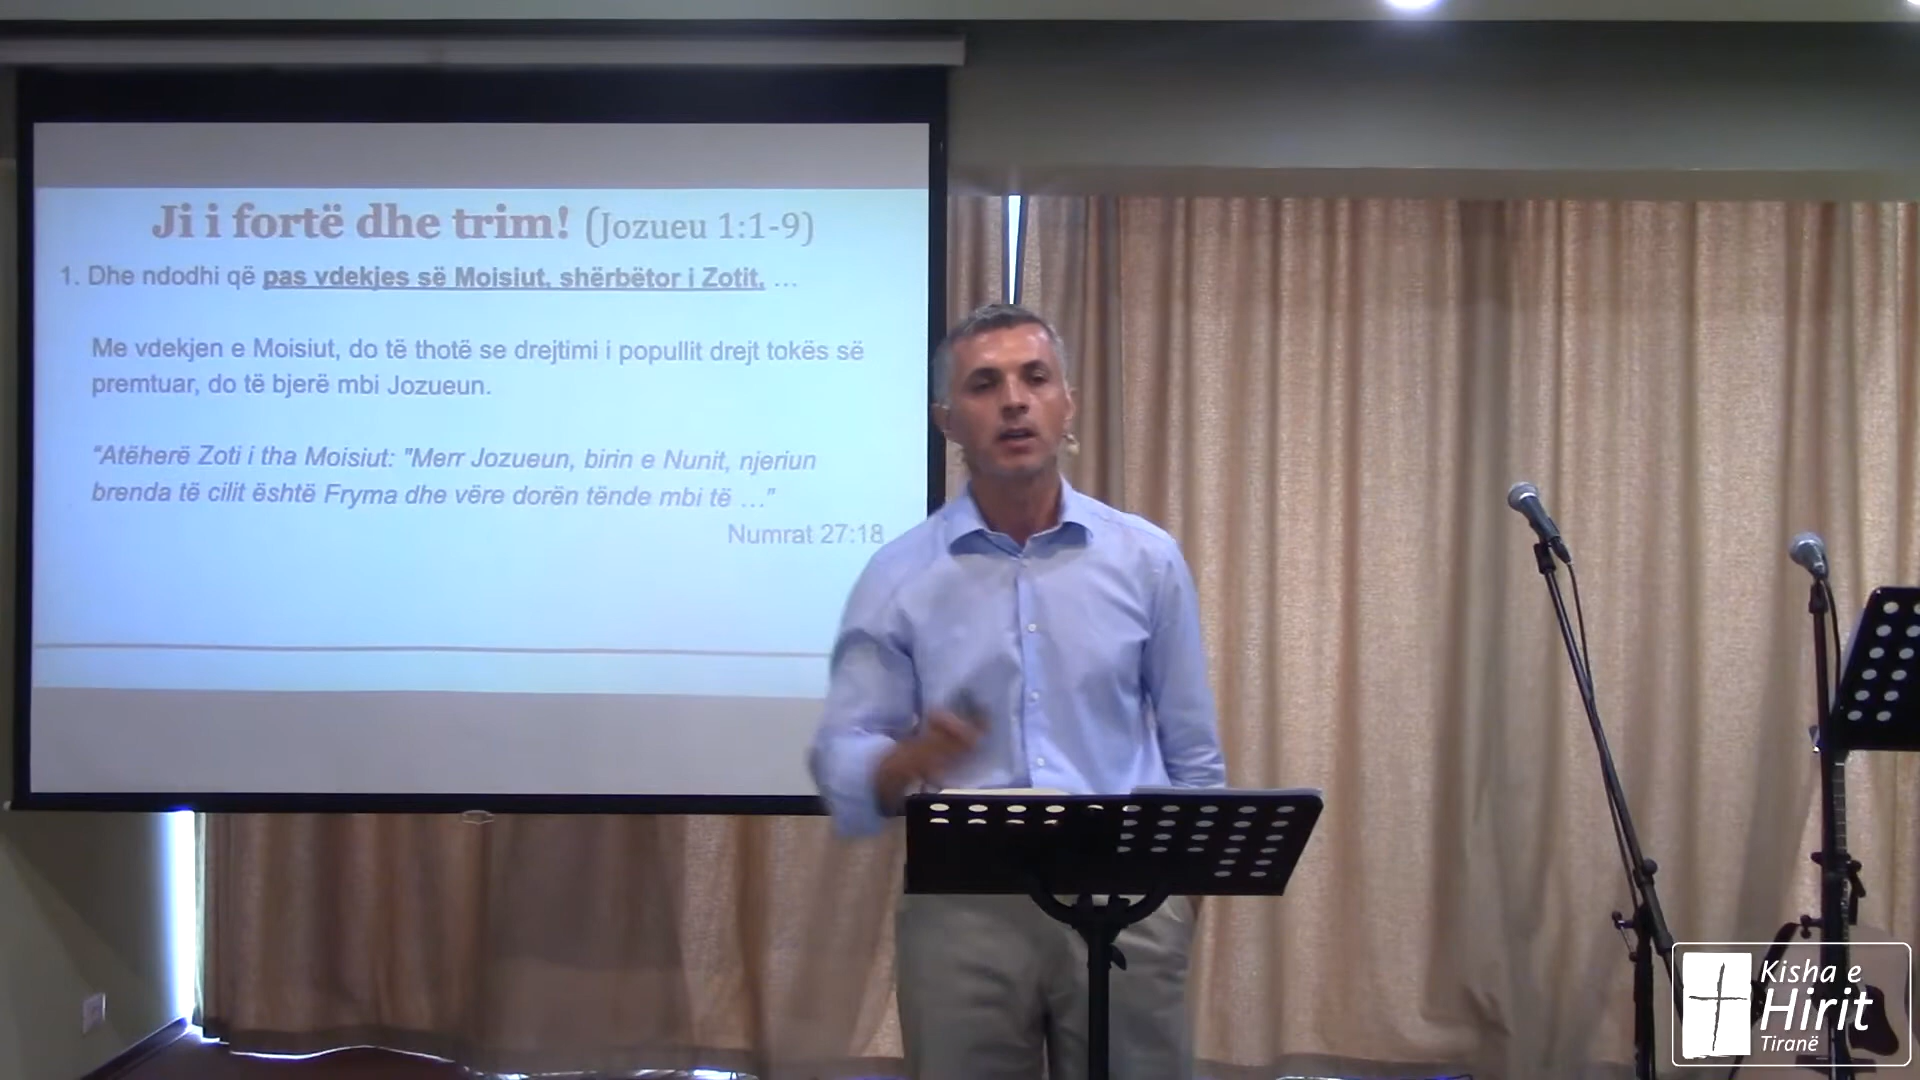 Ji i fortë dhe trim! (Jozueu 1:1-9)
1. Dhe ndodhi që pas vdekjes së Moisiut, shërbëtor i Zotit, ...
Me vdekjen e Moisiut, do të thotë se drejtimi i popullit drejt tokës së
premtuar, do të bjerë mbi Jozueun.
"Atëherë Zoti i tha Moisiut: "Merr Jozueun, birin e Nunit, njeriun
brenda të cilit është Fryma dhe vëre dorën tënde mbi të ..."
Numrat 27:18
Kisha e
Hirit
Tiranë